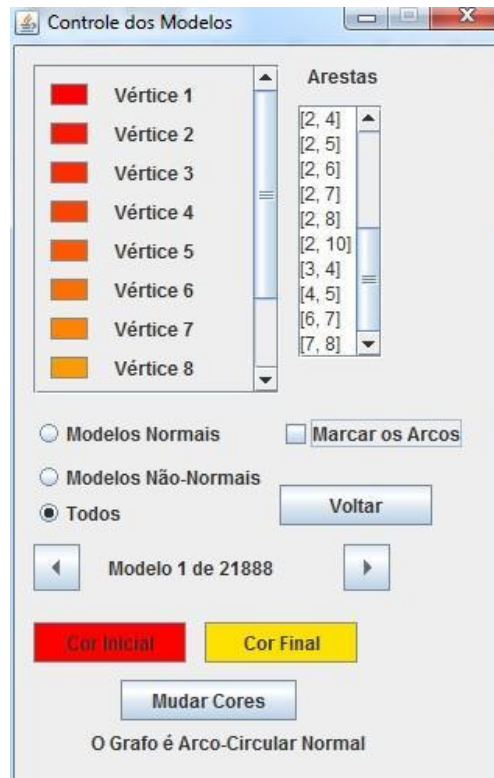 Controle dos Modelos
Arestas
Vértice 1
Vértice 2
Vértice 3
Vértice 4
Vértice 5
Vértice 6
Vértice 7
Vértice 8
[2, 4]
[2, 5]
[2, 6]
[2, 7]
[2, 8]
[2, 10]
[3, 4]
[4, 5]
[6, 7]
[7, 8]
Modelos Normais
Marcar os Arcos
Modelos Não-Normais
Todos
Voltar
Modelo 1 de 21888
Cor Inicial
Cor Final
Mudar Cores
O Grafo é Arco-Circular Normal